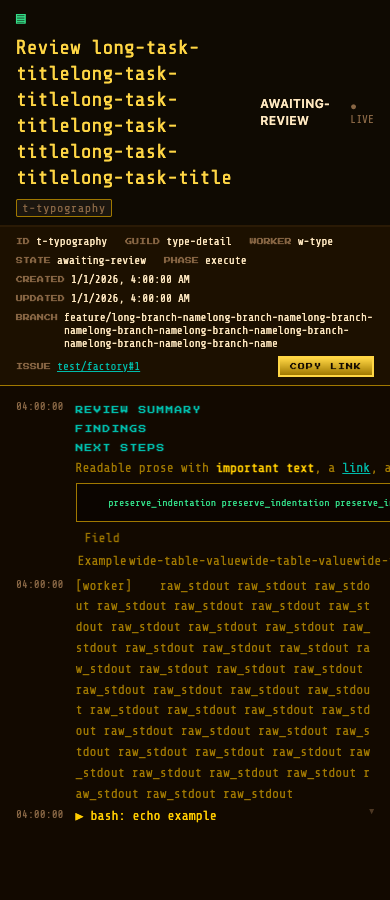 Review long-task-
titlelong-task-
titlelong-task-
titlelong-task-
titlelong-task-
titlelong-task-title
AWAITING-
REVIEW
● LIVE
t-typography
ID t-typography GUILD type-detail WORKER w-type
STATE awaiting-review PHASE execute
CREATED 1/1/2026, 4:00:00 AM
UPDATED 1/1/2026, 4:00:00 AM
BRANCH feature/long-branch-namelong-branch-namelong-branch-
namelong-branch-namelong-branch-namelong-branch-
namelong-branch-namelong-branch-name
ISSUE test/factory#1 COPY LINK
04:00:00 REVIEW SUMMARY
FINDINGS
NEXT STEPS
Readable prose with important text, a link, a
preserve_indentation preserve_indentation preserve_i
Field
Example wide-table-valuewide-table-valuewide-
04:00:00 [worker] raw_stdout raw_stdout raw_stdo
ut raw_stdout raw_stdout raw_stdout raw_st
dout raw_stdout raw_stdout raw_stdout raw_
stdout raw_stdout raw_stdout raw_stdout ra
w_stdout raw_stdout raw_stdout raw_stdout
raw_stdout raw_stdout raw_stdout raw_stdou
t raw_stdout raw_stdout raw_stdout raw_std
out raw_stdout raw_stdout raw_stdout raw_s
tdout raw_stdout raw_stdout raw_stdout raw
_stdout raw_stdout raw_stdout raw_stdout r
aw_stdout raw_stdout raw_stdout
04:00:00 ▶ bash: echo example ▼